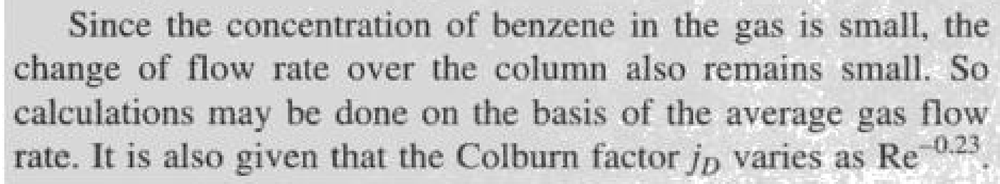 Since the concentration of benzene in the gas is small, the
change of flow rate over the column also remains small. So
calculations may be done on the basis of the average gas flow
rate. It is also given that the Colburn factor j_D varies as Re^−0.23.